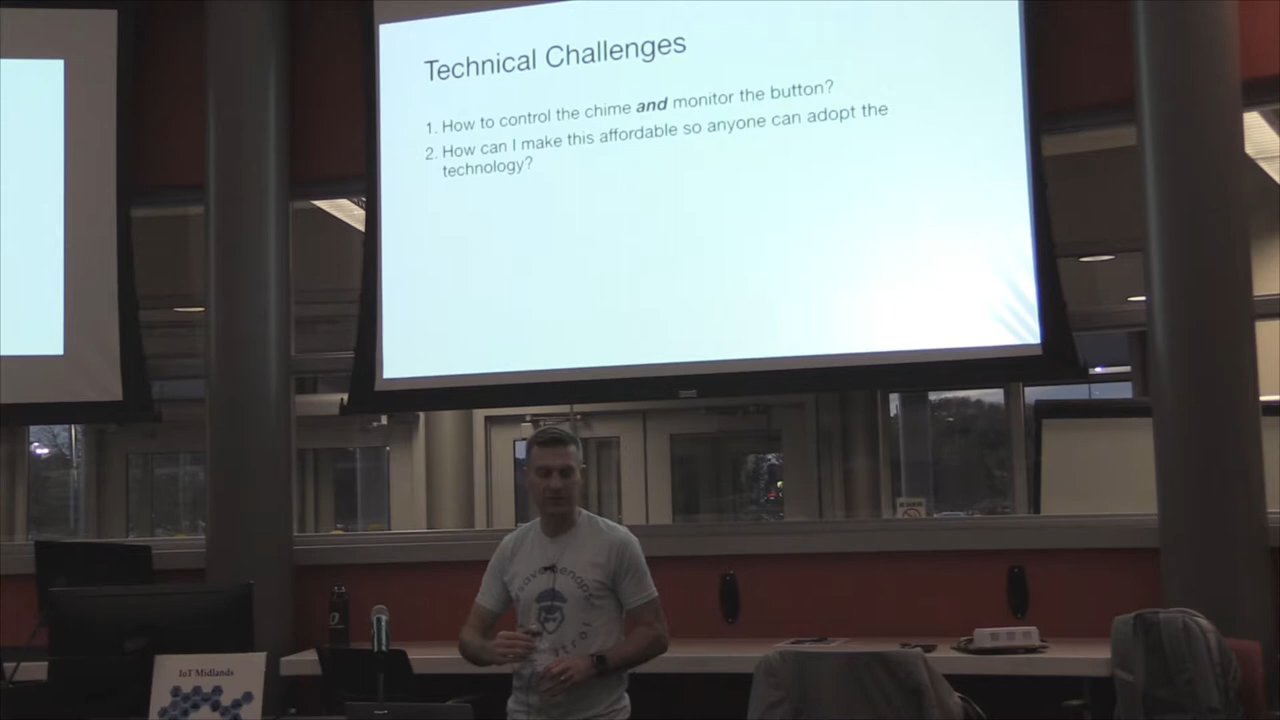 Technical Challenges
1. How to control the chime and monitor the button?
2. How can I make this affordable so anyone can adopt the
technology?
IoT Midlands